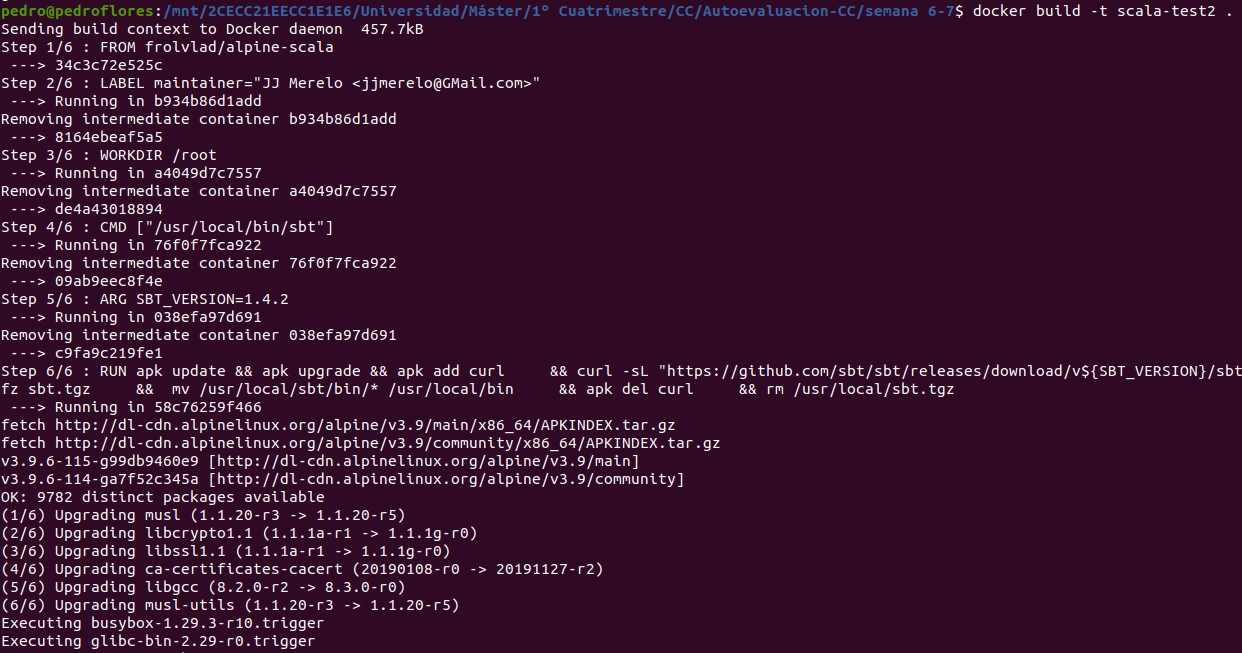 pedro@pedroflores:/mnt/2CECC21EECC1E1E6/Universidad/Máster/1º Cuatrimestre/CC/Autoevaluacion-CC/semana 6-7$ docker build -t scala-test2 .
Sending build context to Docker daemon  457.7kB
Step 1/6 : FROM frolvlad/alpine-scala
 ---> 34c3c72e525c
Step 2/6 : LABEL maintainer="JJ Merelo <jjmerelo@GMail.com>"
 ---> Running in b934b86d1add
Removing intermediate container b934b86d1add
 ---> 8164ebeaf5a5
Step 3/6 : WORKDIR /root
 ---> Running in a4049d7c7557
Removing intermediate container a4049d7c7557
 ---> de4a43018894
Step 4/6 : CMD ["/usr/local/bin/sbt"]
 ---> Running in 76f0f7fca922
Removing intermediate container 76f0f7fca922
 ---> 09ab9eec8f4e
Step 5/6 : ARG SBT_VERSION=1.4.2
 ---> Running in 038efa97d691
Removing intermediate container 038efa97d691
 ---> c9fa9c219fe1
Step 6/6 : RUN apk update && apk upgrade && apk add curl     && curl -sL "https://github.com/sbt/sbt/releases/download/v${SBT_VERSION}/sbt
fz sbt.tgz     &&  mv /usr/local/sbt/bin/* /usr/local/bin     && apk del curl     && rm /usr/local/sbt.tgz
 ---> Running in 58c76259f466
fetch http://dl-cdn.alpinelinux.org/alpine/v3.9/main/x86_64/APKINDEX.tar.gz
fetch http://dl-cdn.alpinelinux.org/alpine/v3.9/community/x86_64/APKINDEX.tar.gz
v3.9.6-115-g99db9460e9 [http://dl-cdn.alpinelinux.org/alpine/v3.9/main]
v3.9.6-114-ga7f52c345a [http://dl-cdn.alpinelinux.org/alpine/v3.9/community]
OK: 9782 distinct packages available
(1/6) Upgrading musl (1.1.20-r3 -> 1.1.20-r5)
(2/6) Upgrading libcrypto1.1 (1.1.1a-r1 -> 1.1.1g-r0)
(3/6) Upgrading libssl1.1 (1.1.1a-r1 -> 1.1.1g-r0)
(4/6) Upgrading ca-certificates-cacert (20190108-r0 -> 20191127-r2)
(5/6) Upgrading libgcc (8.2.0-r2 -> 8.3.0-r0)
(6/6) Upgrading musl-utils (1.1.20-r3 -> 1.1.20-r5)
Executing busybox-1.29.3-r10.trigger
Executing glibc-bin-2.29-r0.trigger